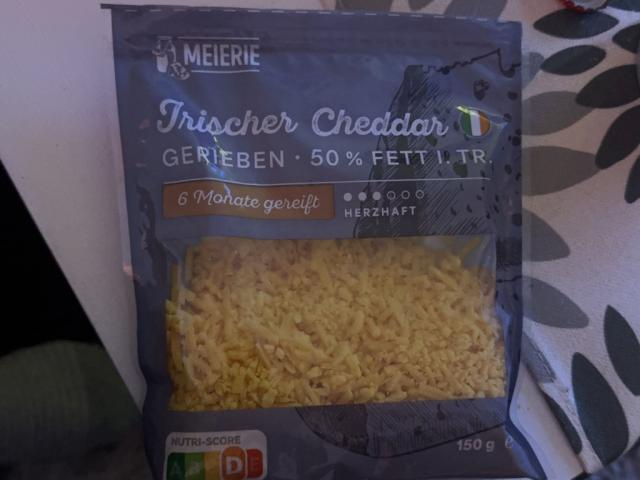 MEIERIE
Irischer Cheddar
GERIEBEN · 50 % FETT I. TR.
6 Monate gereift
HERZHAFT
NUTRI-SCORE
A B C D E
150 g ℮